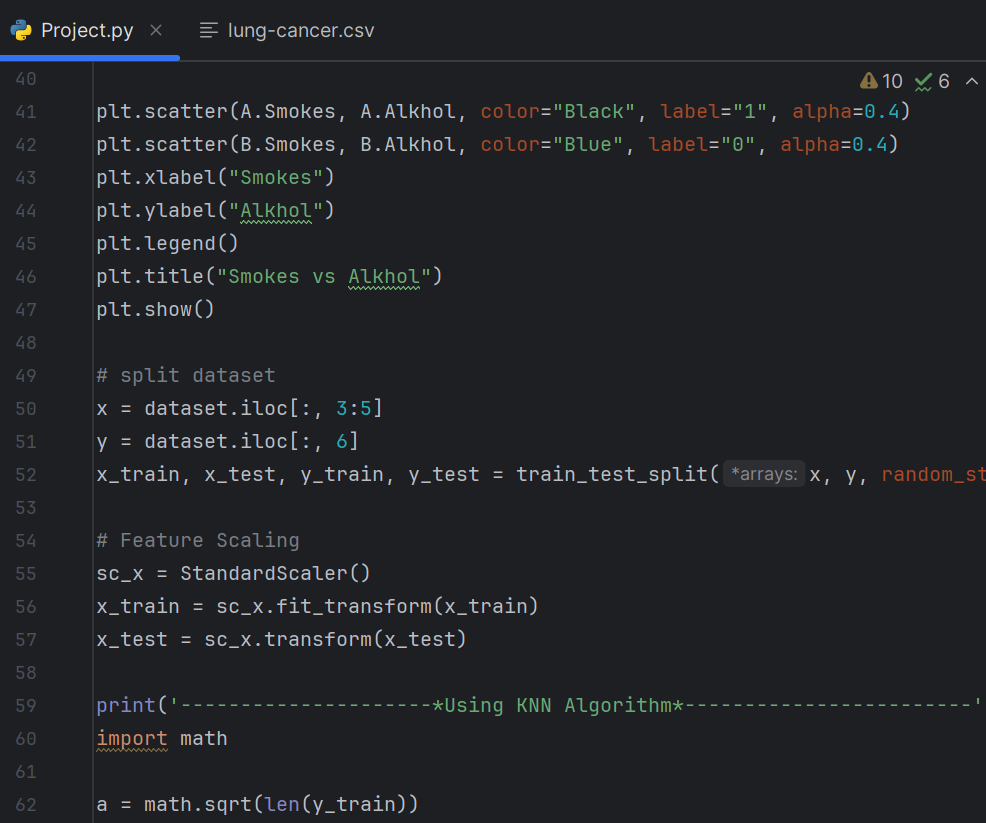 Project.py × lung-cancer.csv
10 6
40
41 plt.scatter(A.Smokes, A.Alkhol, color="Black", label="1", alpha=0.4)
42 plt.scatter(B.Smokes, B.Alkhol, color="Blue", label="0", alpha=0.4)
43 plt.xlabel("Smokes")
44 plt.ylabel("Alkhol")
45 plt.legend()
46 plt.title("Smokes vs Alkhol")
47 plt.show()
48
49 # split dataset
50 x = dataset.iloc[:, 3:5]
51 y = dataset.iloc[:, 6]
52 x_train, x_test, y_train, y_test = train_test_split( *arrays: x, y, random_st
53
54 # Feature Scaling
55 sc_x = StandardScaler()
56 x_train = sc_x.fit_transform(x_train)
57 x_test = sc_x.transform(x_test)
58
59 print('---------------------*Using KNN Algorithm*------------------------'
60 import math
61
62 a = math.sqrt(len(y_train))